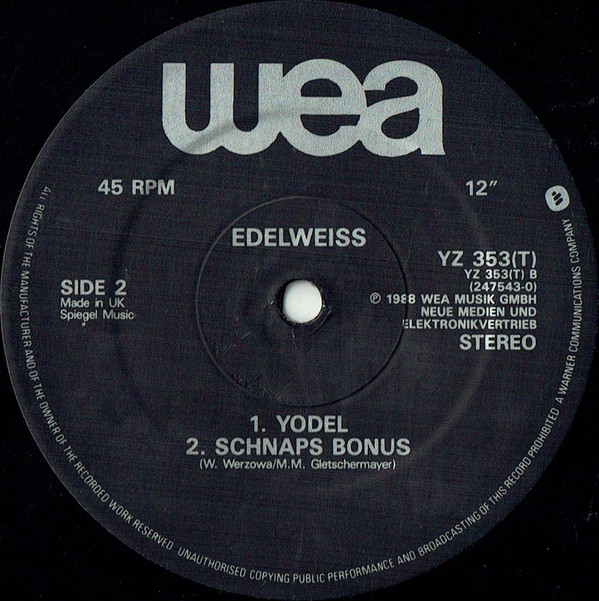 wea
45 RPM
12"
EDELWEISS
YZ 353(T)
YZ 353(T) B
(247543-0)
SIDE 2
Made in UK
Spiegel Music
℗ 1988 WEA MUSIK GMBH
NEUE MEDIEN UND
ELEKTRONIKVERTRIEB
STEREO
1. YODEL
2. SCHNAPS BONUS
(W. Werzowa/M.M. Gletschermayer)
ALL RIGHTS OF THE MANUFACTURER AND OF THE OWNER OF THE RECORDED WORK RESERVED. UNAUTHORISED COPYING PUBLIC PERFORMANCE AND BROADCASTING OF THIS RECORD PROHIBITED A WARNER COMMUNICATIONS COMPANY